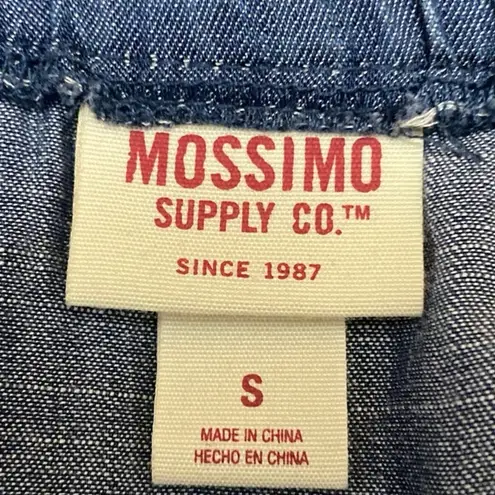 MOSSIMO
SUPPLY CO.™
SINCE 1987
S
MADE IN CHINA
HECHO EN CHINA